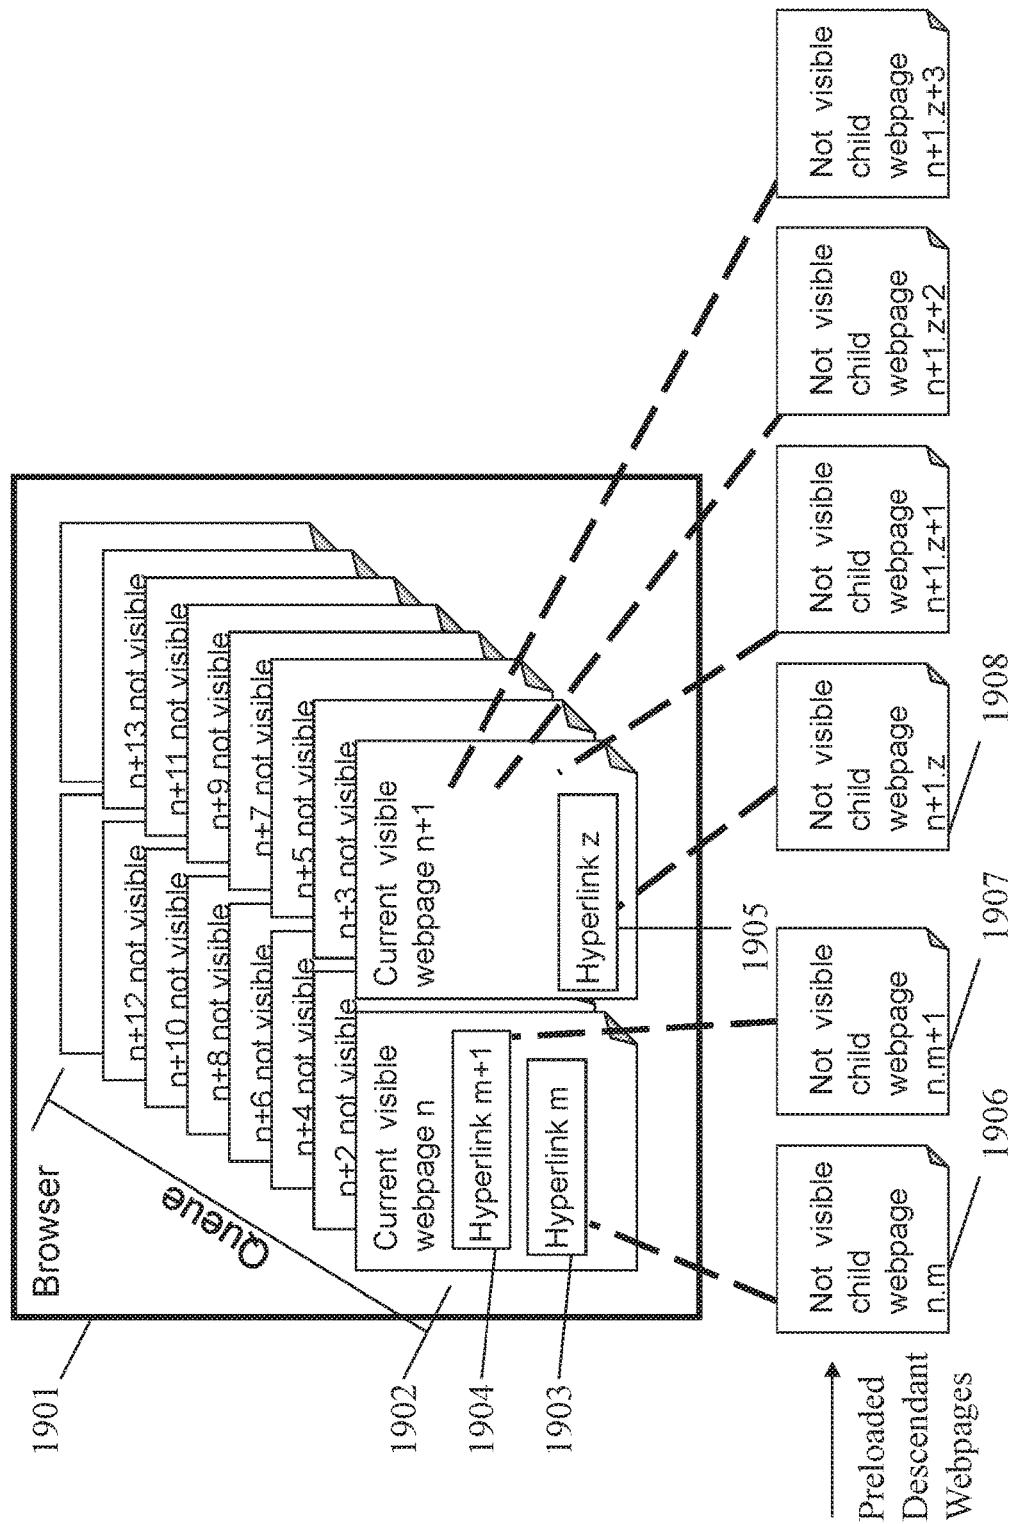 1901
Browser
Queue
n+12 not visible
n+13 not visible
n+10 not visible
n+11 not visible
n+8 not visible
n+9 not visible
n+6 not visible
n+7 not visible
n+4 not visible
n+5 not visible
n+2 not visible
n+3 not visible
1902
Current visible
webpage n
1904
Hyperlink m+1
1903
Hyperlink m
Current visible
webpage n+1
Hyperlink z
1905
Preloaded
Descendant
Webpages
Not visible
child
webpage
n.m
1906
Not visible
child
webpage
n.m+1
1907
Not visible
child
webpage
n+1.z
1908
Not visible
child
webpage
n+1.z+1
Not visible
child
webpage
n+1.z+2
Not visible
child
webpage
n+1.z+3